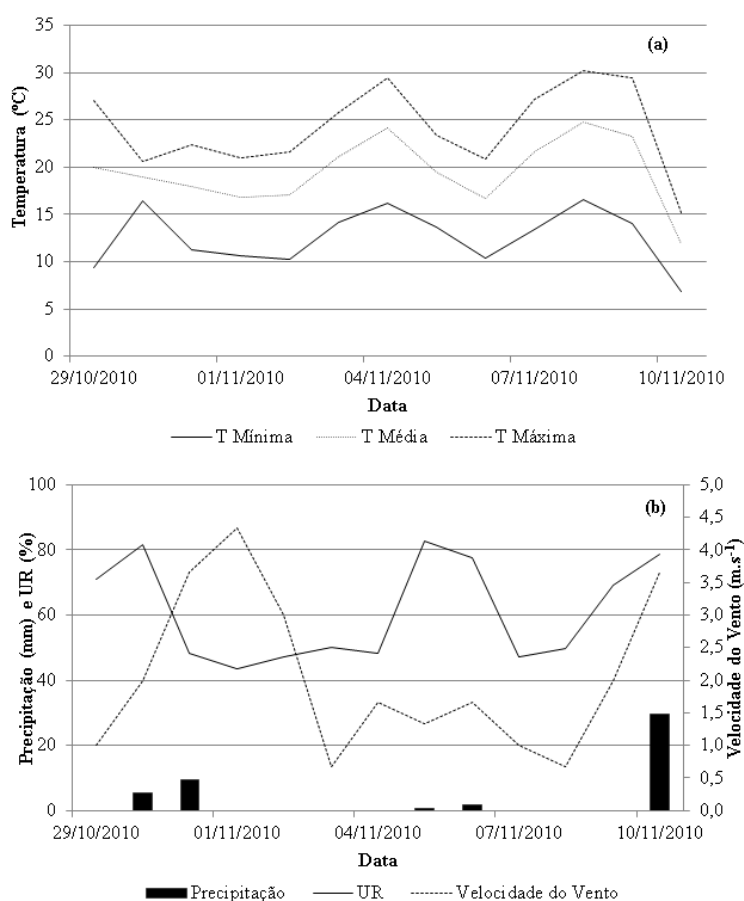 (a)
Temperatura (ºC)
35
30
25
20
15
10
5
0
29/10/2010 01/11/2010 04/11/2010 07/11/2010 10/11/2010
Data
T Mínima T Média T Máxima
(b)
Precipitação (mm) e UR (%)
100
80
60
40
20
0
5,0
4,5
4,0
3,5
3,0
2,5
2,0
1,5
1,0
0,5
0,0
Velocidade do Vento (m.s⁻¹)
29/10/2010 01/11/2010 04/11/2010 07/11/2010 10/11/2010
Data
Precipitação UR Velocidade do Vento